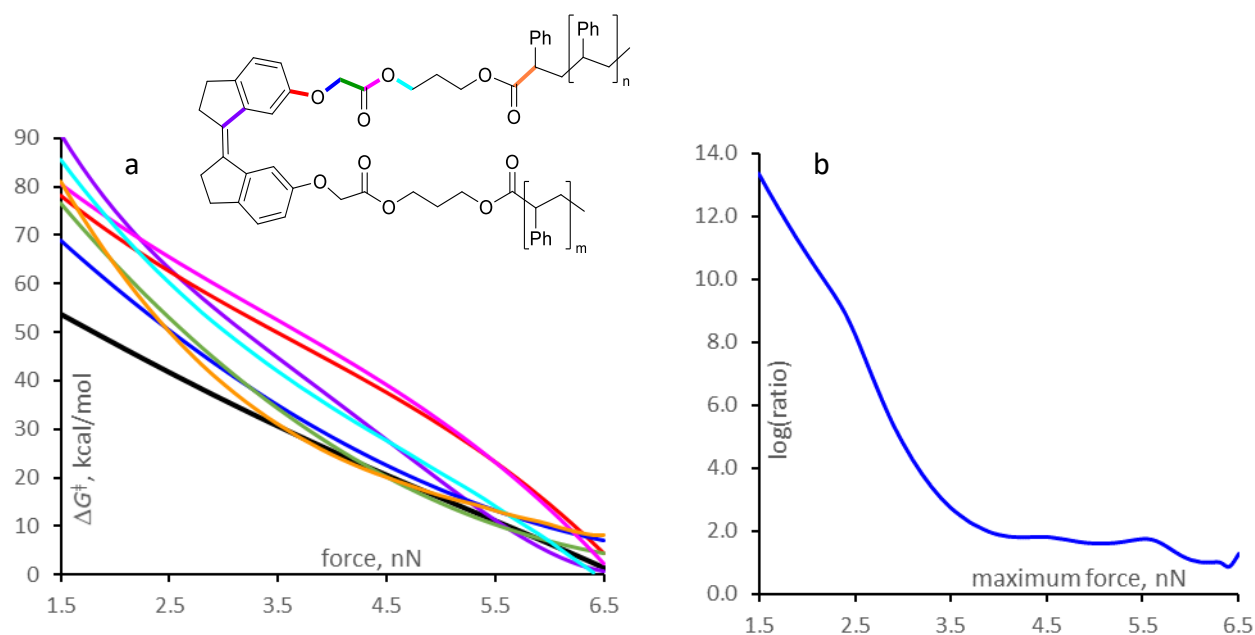 Ph
Ph
O
O
O
n
O
O
O
a
b
O
O
O
O
O
Ph
m
90
80
70
60
50
40
30
20
10
0
ΔG‡, kcal/mol
force, nN
1.5
2.5
3.5
4.5
5.5
6.5
14.0
12.0
10.0
8.0
6.0
4.0
2.0
0.0
log(ratio)
maximum force, nN
1.5
2.5
3.5
4.5
5.5
6.5